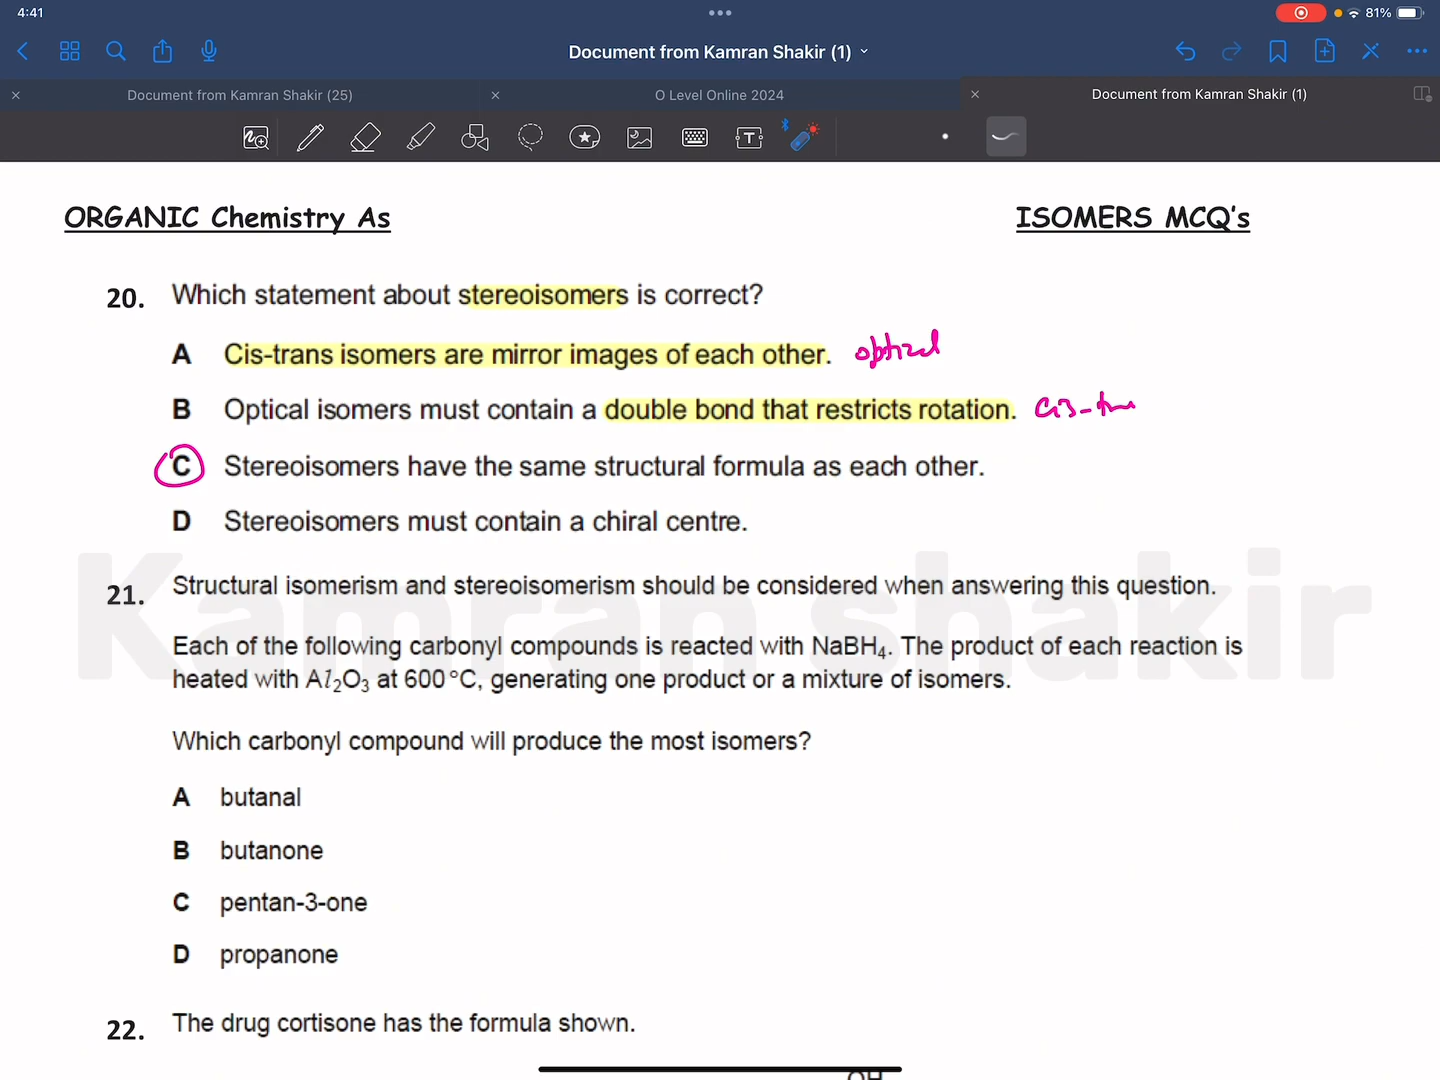 4:41
81%
Document from Kamran Shakir (1)
Document from Kamran Shakir (25)
O Level Online 2024
Document from Kamran Shakir (1)
ORGANIC Chemistry As
ISOMERS MCQ's
20. Which statement about stereoisomers is correct?
A Cis-trans isomers are mirror images of each other. optical
B Optical isomers must contain a double bond that restricts rotation. cis-
C Stereoisomers have the same structural formula as each other.
D Stereoisomers must contain a chiral centre.
Kamran shakir
21. Structural isomerism and stereoisomerism should be considered when answering this question.
Each of the following carbonyl compounds is reacted with NaBH₄. The product of each reaction is
heated with Al₂O₃ at 600 °C, generating one product or a mixture of isomers.
Which carbonyl compound will produce the most isomers?
A butanal
B butanone
C pentan-3-one
D propanone
22. The drug cortisone has the formula shown.
OH